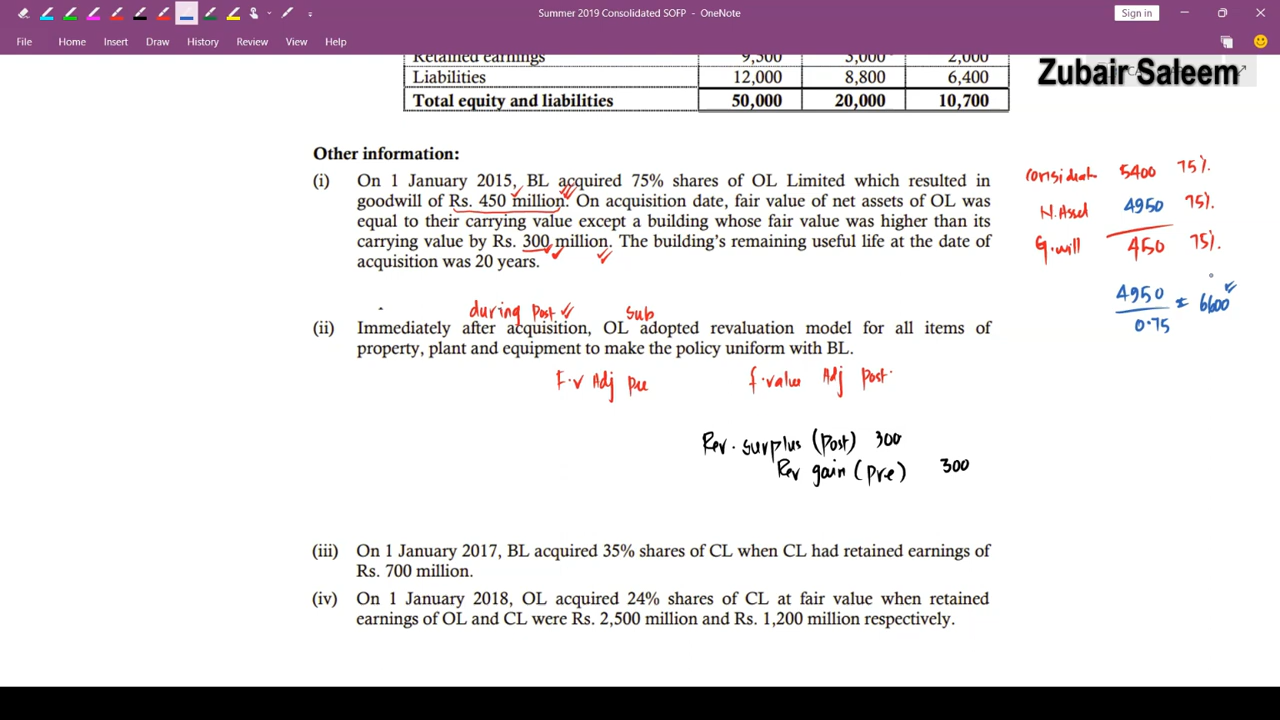 Summer 2019 Consolidated SOFP - OneNote
Sign in
File Home Insert Draw History Review View Help
Zubair Saleem
Retained earnings 9,500 3,000 2,000
Liabilities 12,000 8,800 6,400
Total equity and liabilities 50,000 20,000 10,700
Other information:
(i) On 1 January 2015, BL acquired 75% shares of OL Limited which resulted in
goodwill of Rs. 450 million. On acquisition date, fair value of net assets of OL was
equal to their carrying value except a building whose fair value was higher than its
carrying value by Rs. 300 million. The building's remaining useful life at the date of
acquisition was 20 years.
Considerat 5400 75%.
N.Asset 4950 75%.
G.will 450 75%.
4950
0.75
= 6600
during Post Sub
(ii) Immediately after acquisition, OL adopted revaluation model for all items of
property, plant and equipment to make the policy uniform with BL.
F.v Adj pre f.value Adj post.
Rev. surplus (Post) 300
Rev gain (Pre) 300
(iii) On 1 January 2017, BL acquired 35% shares of CL when CL had retained earnings of
Rs. 700 million.
(iv) On 1 January 2018, OL acquired 24% shares of CL at fair value when retained
earnings of OL and CL were Rs. 2,500 million and Rs. 1,200 million respectively.